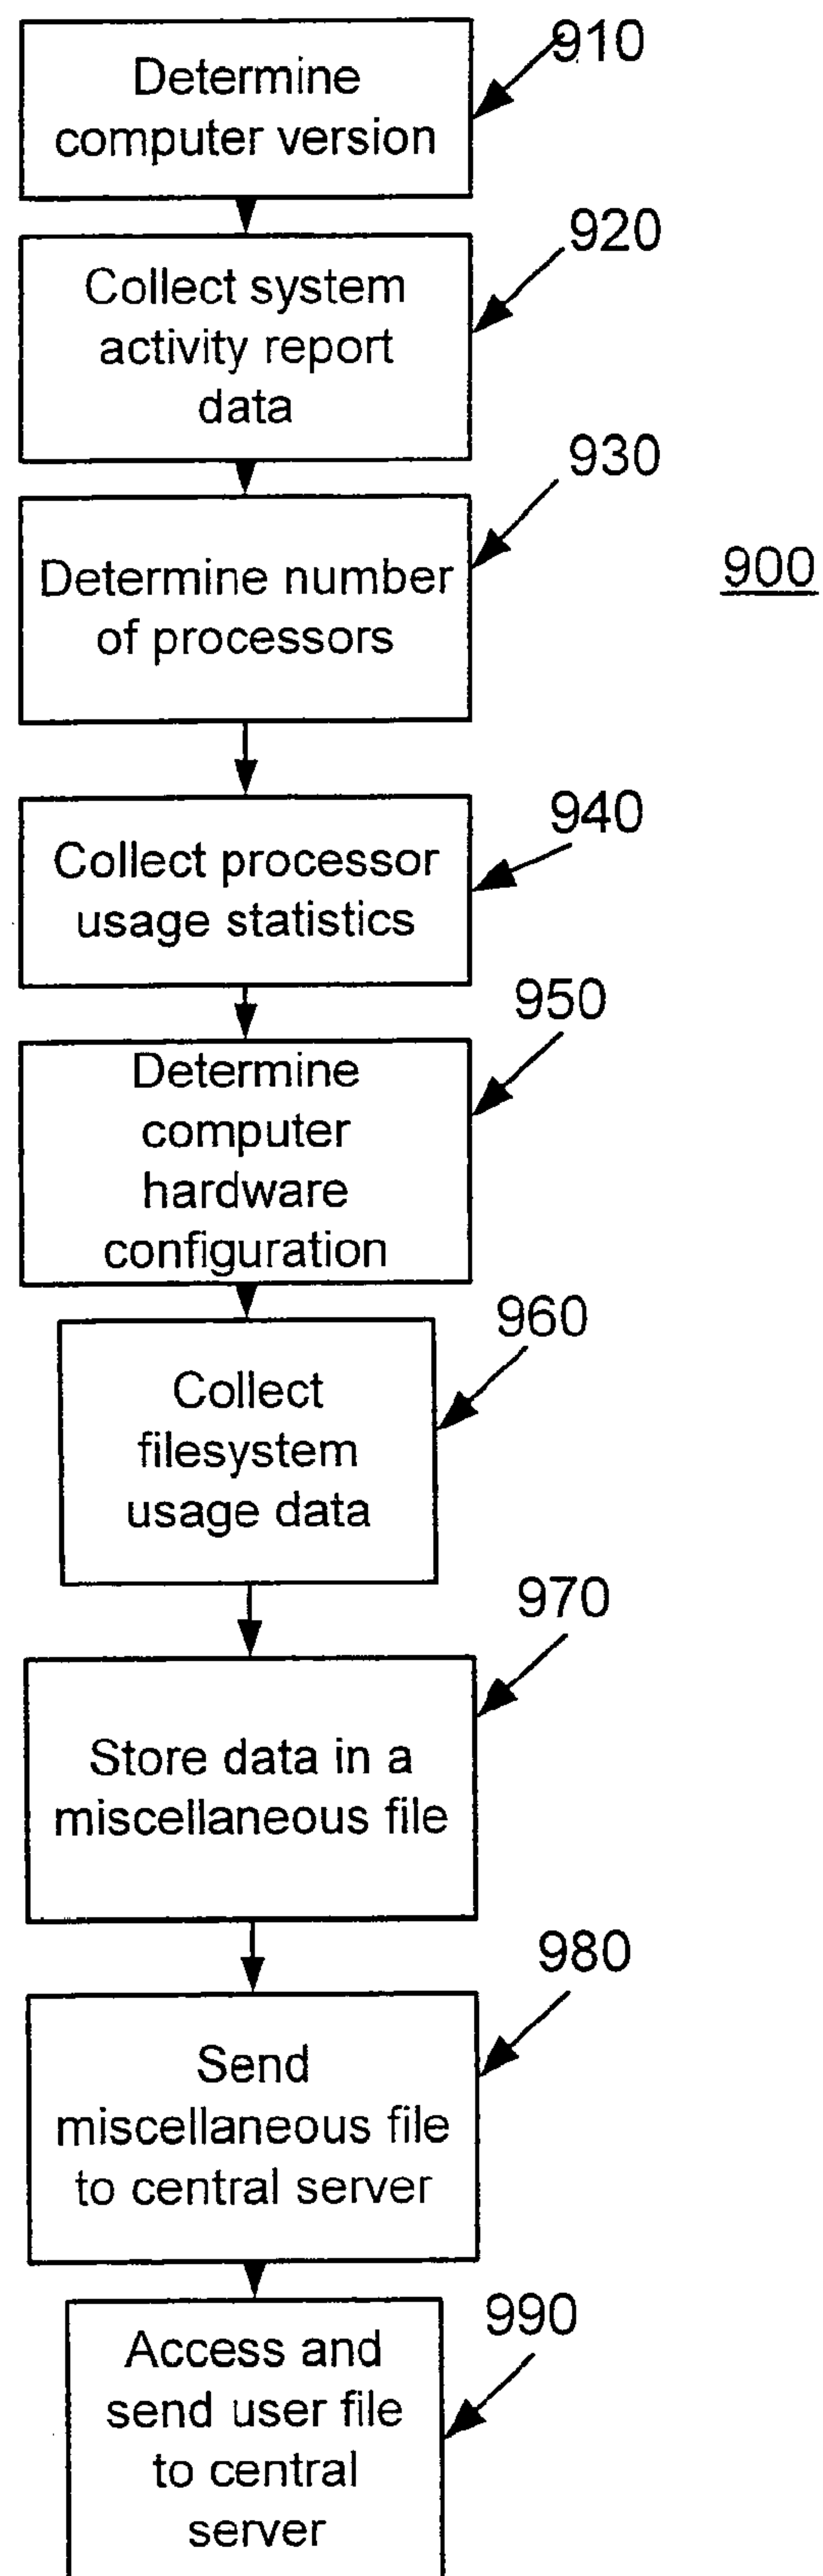 Determine
computer version
910
Collect system
activity report
data
920
Determine number
of processors
930
900
Collect processor
usage statistics
940
Determine
computer
hardware
configuration
950
Collect
filesystem
usage data
960
Store data in a
miscellaneous file
970
Send
miscellaneous file
to central server
980
Access and
send user file
to central
server
990